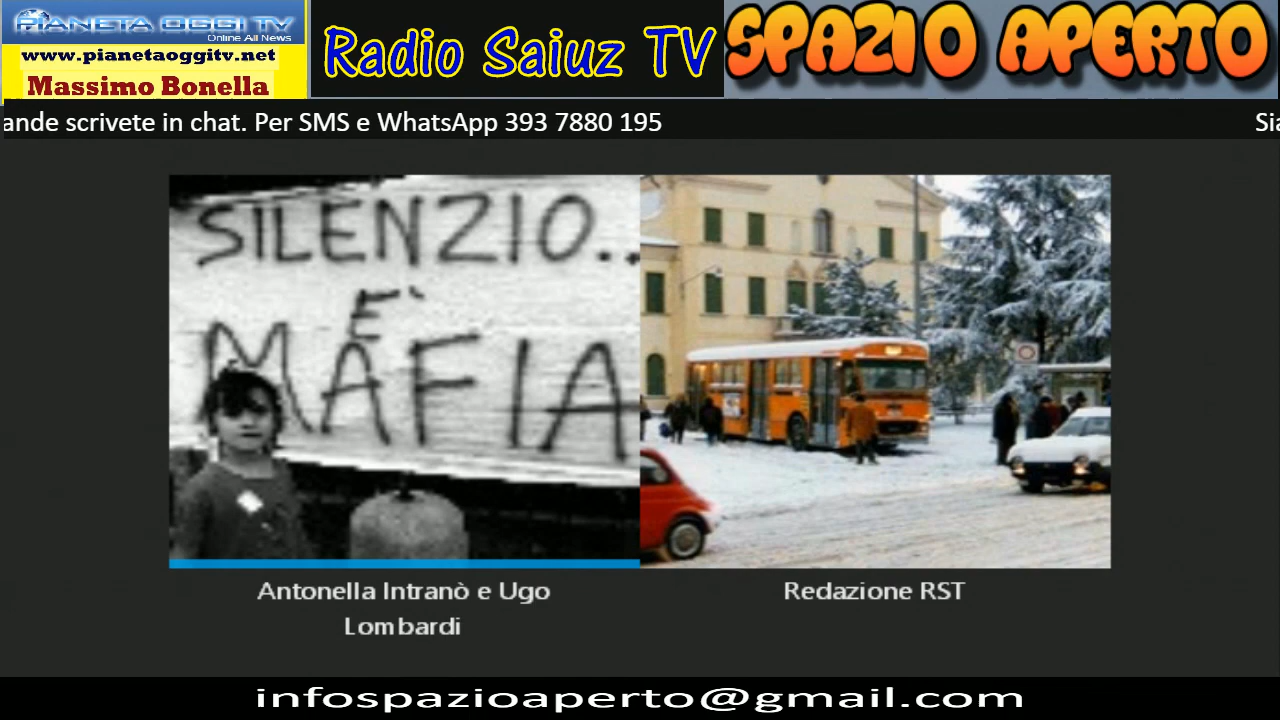 PIANETA OGGI TV
Online All News
www.pianetaoggitv.net
Massimo Bonella
Radio Saiuz TV
SPAZIO APERTO
ande scrivete in chat. Per SMS e WhatsApp 393 7880 195
Sia
SILENZIO..
E'
MAFIA
Antonella Intranò e Ugo
Lombardi
Redazione RST
infospazioaperto@gmail.com